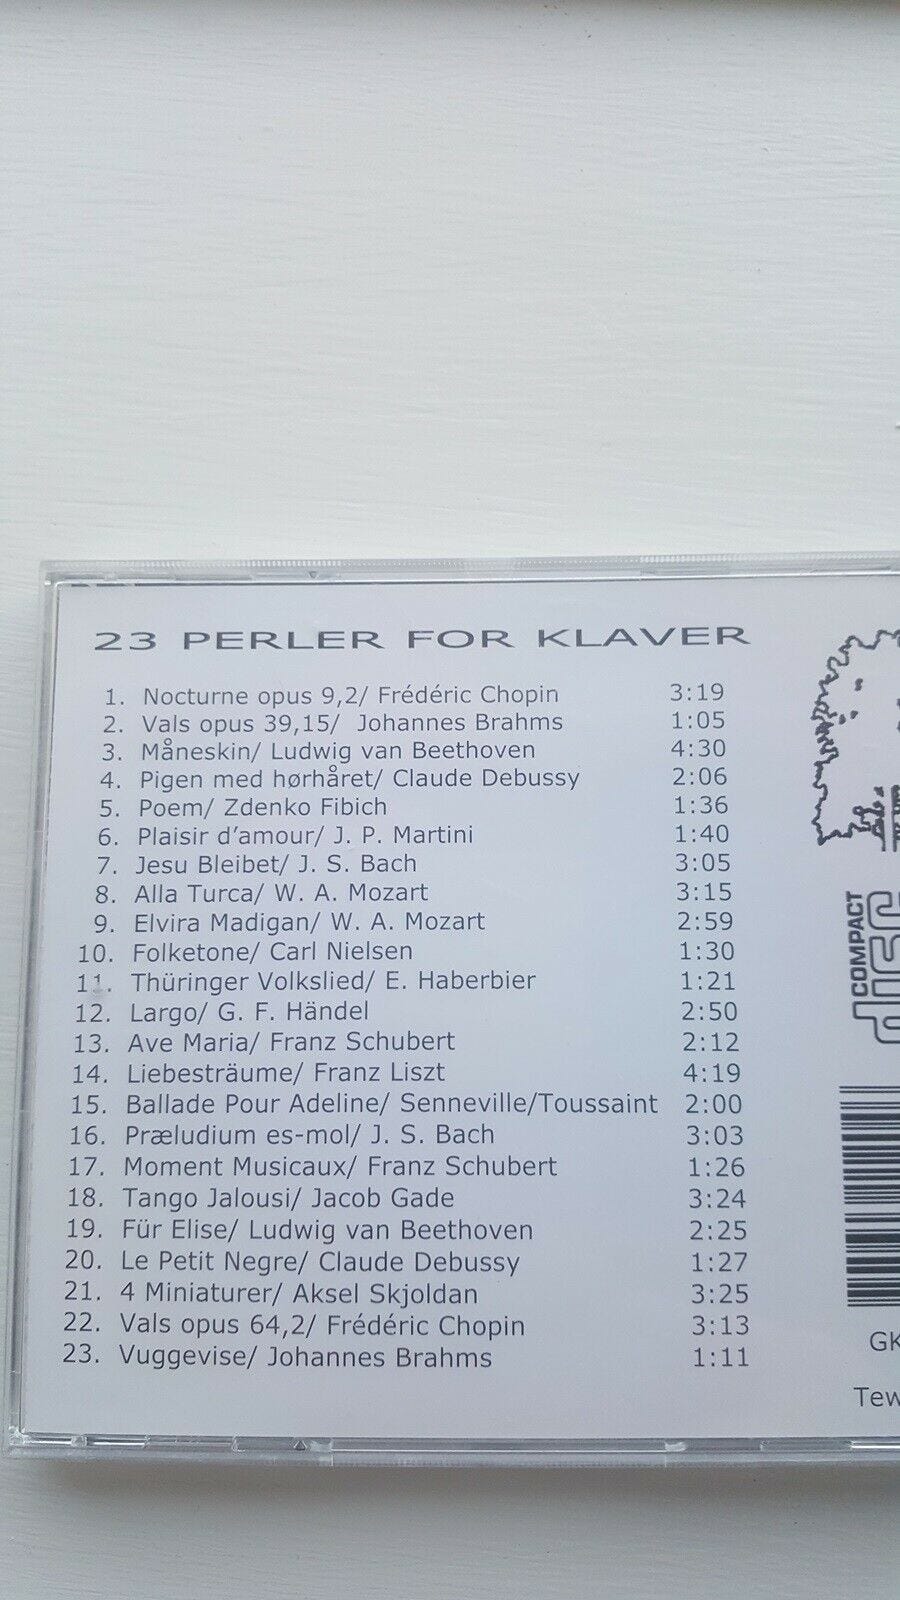 23 PERLER FOR KLAVER
1. Nocturne opus 9,2/ Frédéric Chopin 3:19
2. Vals opus 39,15/ Johannes Brahms 1:05
3. Måneskin/ Ludwig van Beethoven 4:30
4. Pigen med hørhåret/ Claude Debussy 2:06
5. Poem/ Zdenko Fibich 1:36
6. Plaisir d'amour/ J. P. Martini 1:40
7. Jesu Bleibet/ J. S. Bach 3:05
8. Alla Turca/ W. A. Mozart 3:15
9. Elvira Madigan/ W. A. Mozart 2:59
10. Folketone/ Carl Nielsen 1:30
11. Thüringer Volkslied/ E. Haberbier 1:21
12. Largo/ G. F. Händel 2:50
13. Ave Maria/ Franz Schubert 2:12
14. Liebesträume/ Franz Liszt 4:19
15. Ballade Pour Adeline/ Senneville/Toussaint 2:00
16. Præludium es-mol/ J. S. Bach 3:03
17. Moment Musicaux/ Franz Schubert 1:26
18. Tango Jalousi/ Jacob Gade 3:24
19. Für Elise/ Ludwig van Beethoven 2:25
20. Le Petit Negre/ Claude Debussy 1:27
21. 4 Miniaturer/ Aksel Skjoldan 3:25
22. Vals opus 64,2/ Frédéric Chopin 3:13
23. Vuggevise/ Johannes Brahms 1:11
COMPACT
disc
GK
Tew